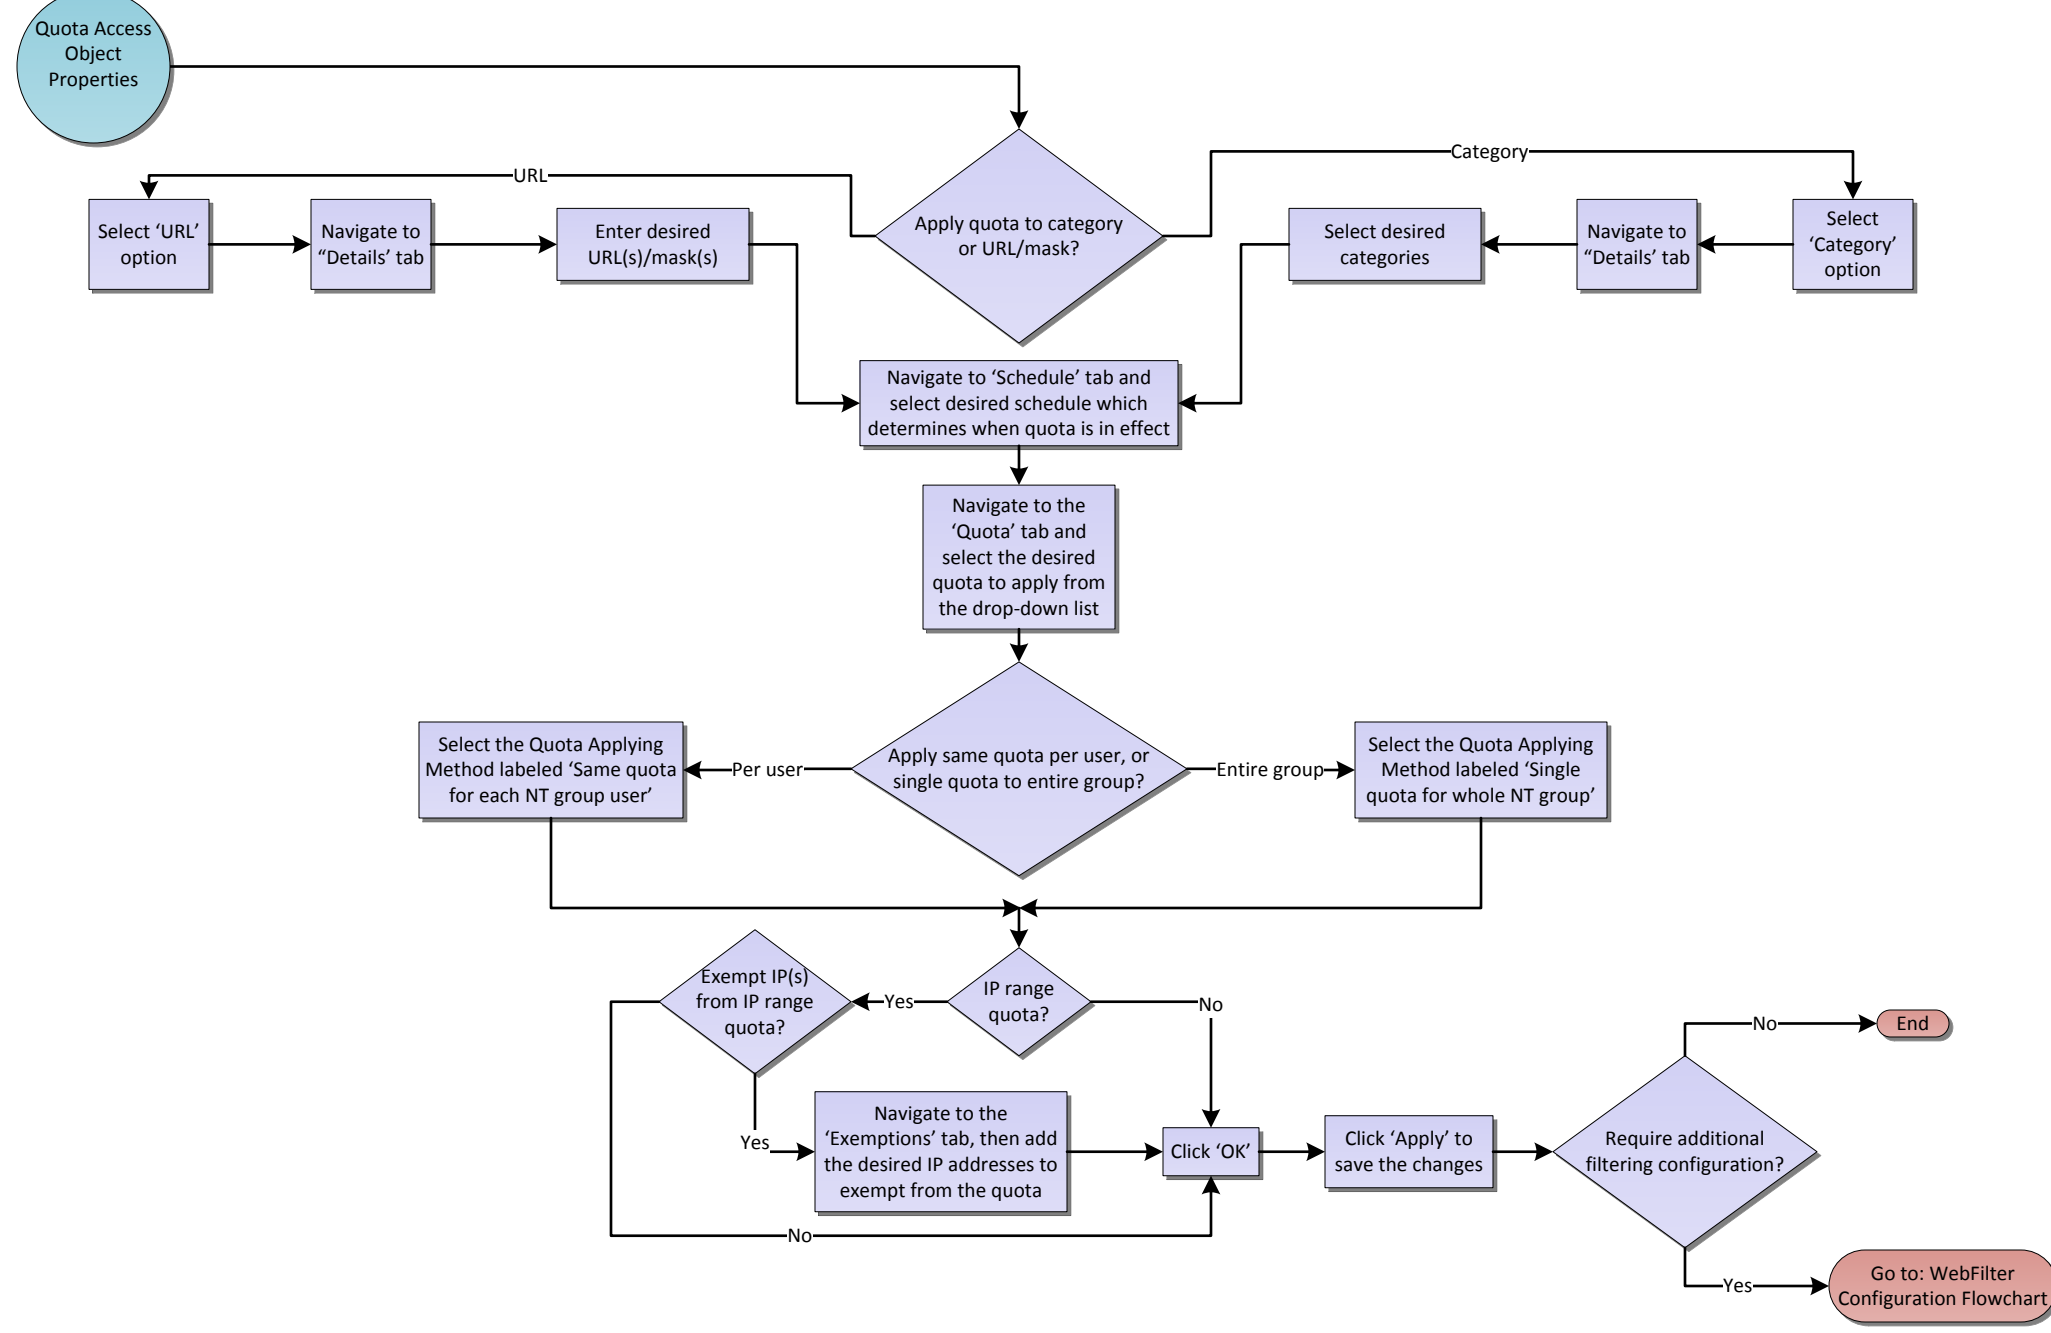 Quota Access
Object
Properties
Category
URL
Select ‘URL’
option
Navigate to
“Details’ tab
Enter desired
URL(s)/mask(s)
Apply quota to category
or URL/mask?
Select desired
categories
Navigate to
“Details’ tab
Select
‘Category’
option
Navigate to ‘Schedule’ tab and
select desired schedule which
determines when quota is in effect
Navigate to the
‘Quota’ tab and
select the desired
quota to apply from
the drop-down list
Select the Quota Applying
Method labeled ‘Same quota
for each NT group user’
Per user
Apply same quota per user, or
single quota to entire group?
Entire group
Select the Quota Applying
Method labeled ‘Single
quota for whole NT group’
Exempt IP(s)
from IP range
quota?
Yes
IP range
quota?
No
No
End
Yes
Navigate to the
‘Exemptions’ tab, then add
the desired IP addresses to
exempt from the quota
Click ‘OK’
Click ‘Apply’ to
save the changes
Require additional
filtering configuration?
No
Yes
Go to: WebFilter
Configuration Flowchart